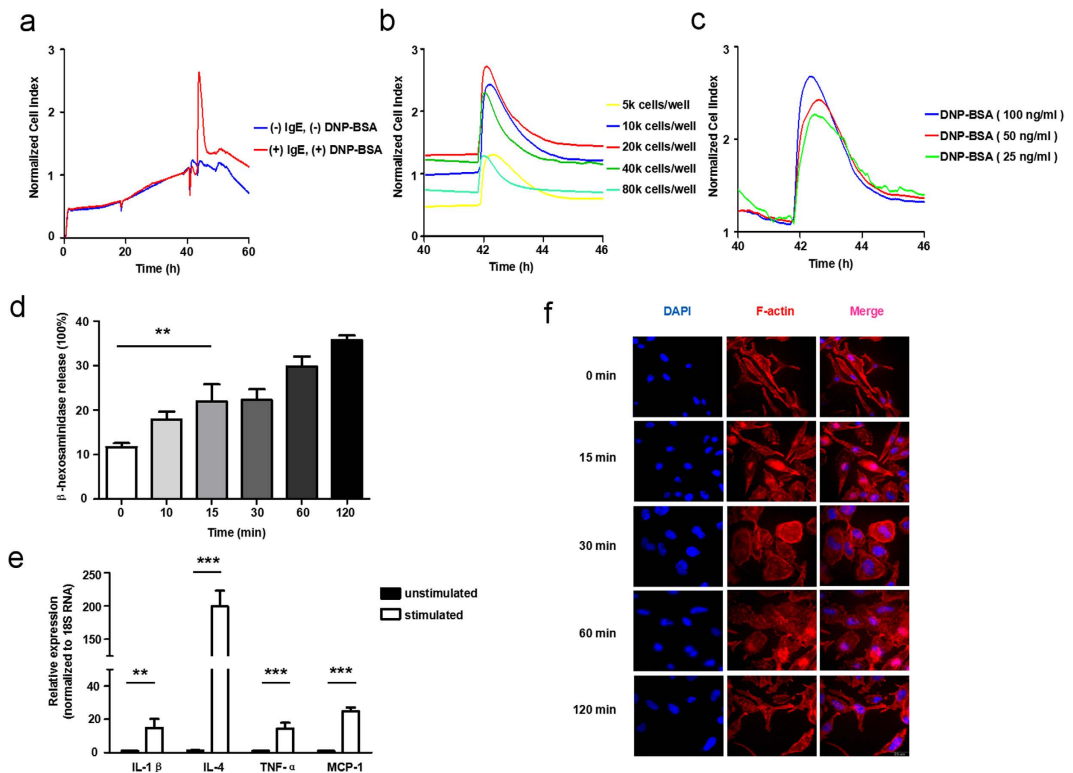 a
Normalized Cell Index
3
2
1
0
0
20
40
60
Time (h)
(-) IgE, (-) DNP-BSA
(+) IgE, (+) DNP-BSA
b
Normalized Cell Index
3
2
1
0
40
42
44
46
Time (h)
5k cells/well
10k cells/well
20k cells/well
40k cells/well
80k cells/well
c
Normalized Cell Index
3
2
1
40
42
44
46
Time (h)
DNP-BSA ( 100 ng/ml )
DNP-BSA ( 50 ng/ml )
DNP-BSA ( 25 ng/ml )
d
β -hexosaminidase release (100%)
40
30
20
10
0
**
0
10
15
30
60
120
Time (min)
e
Relative expression
(normalized to 18S RNA)
250
200
150
100
40
20
0
**
***
***
***
IL-1 β
IL-4
TNF- α
MCP-1
unstimulated
stimulated
f
DAPI
F-actin
Merge
0 min
15 min
30 min
60 min
120 min